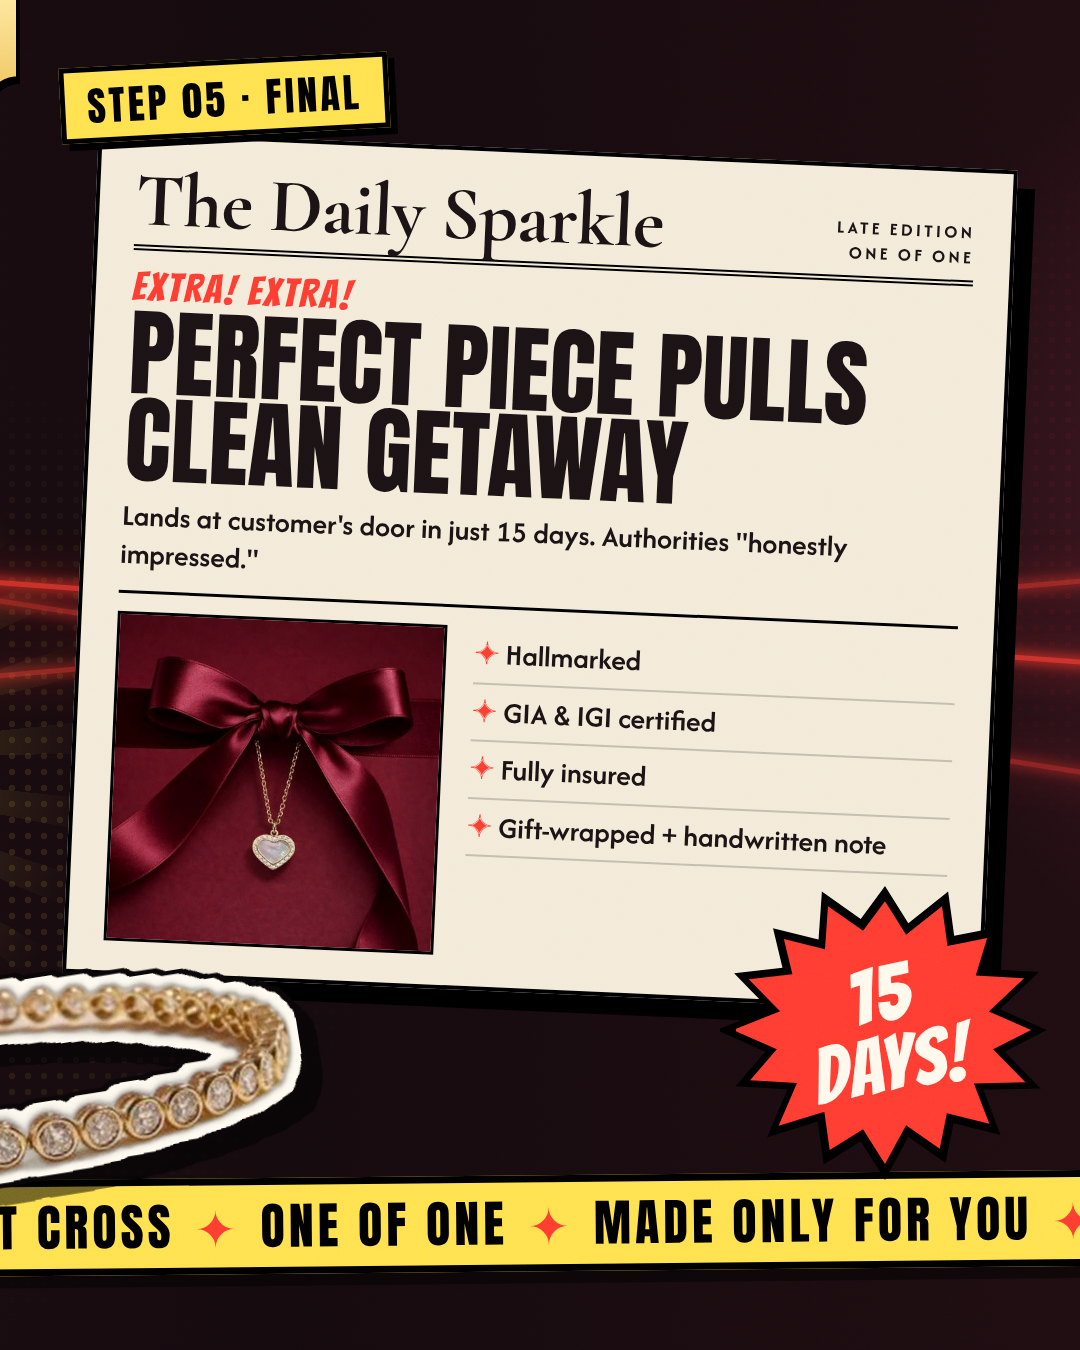 STEP 05 · FINAL
The Daily Sparkle
LATE EDITION
ONE OF ONE
EXTRA! EXTRA!
PERFECT PIECE PULLS
CLEAN GETAWAY
Lands at customer's door in just 15 days. Authorities "honestly
impressed."
Hallmarked
GIA & IGI certified
Fully insured
Gift-wrapped + handwritten note
15
DAYS!
T CROSS ✦ ONE OF ONE ✦ MADE ONLY FOR YOU ✦